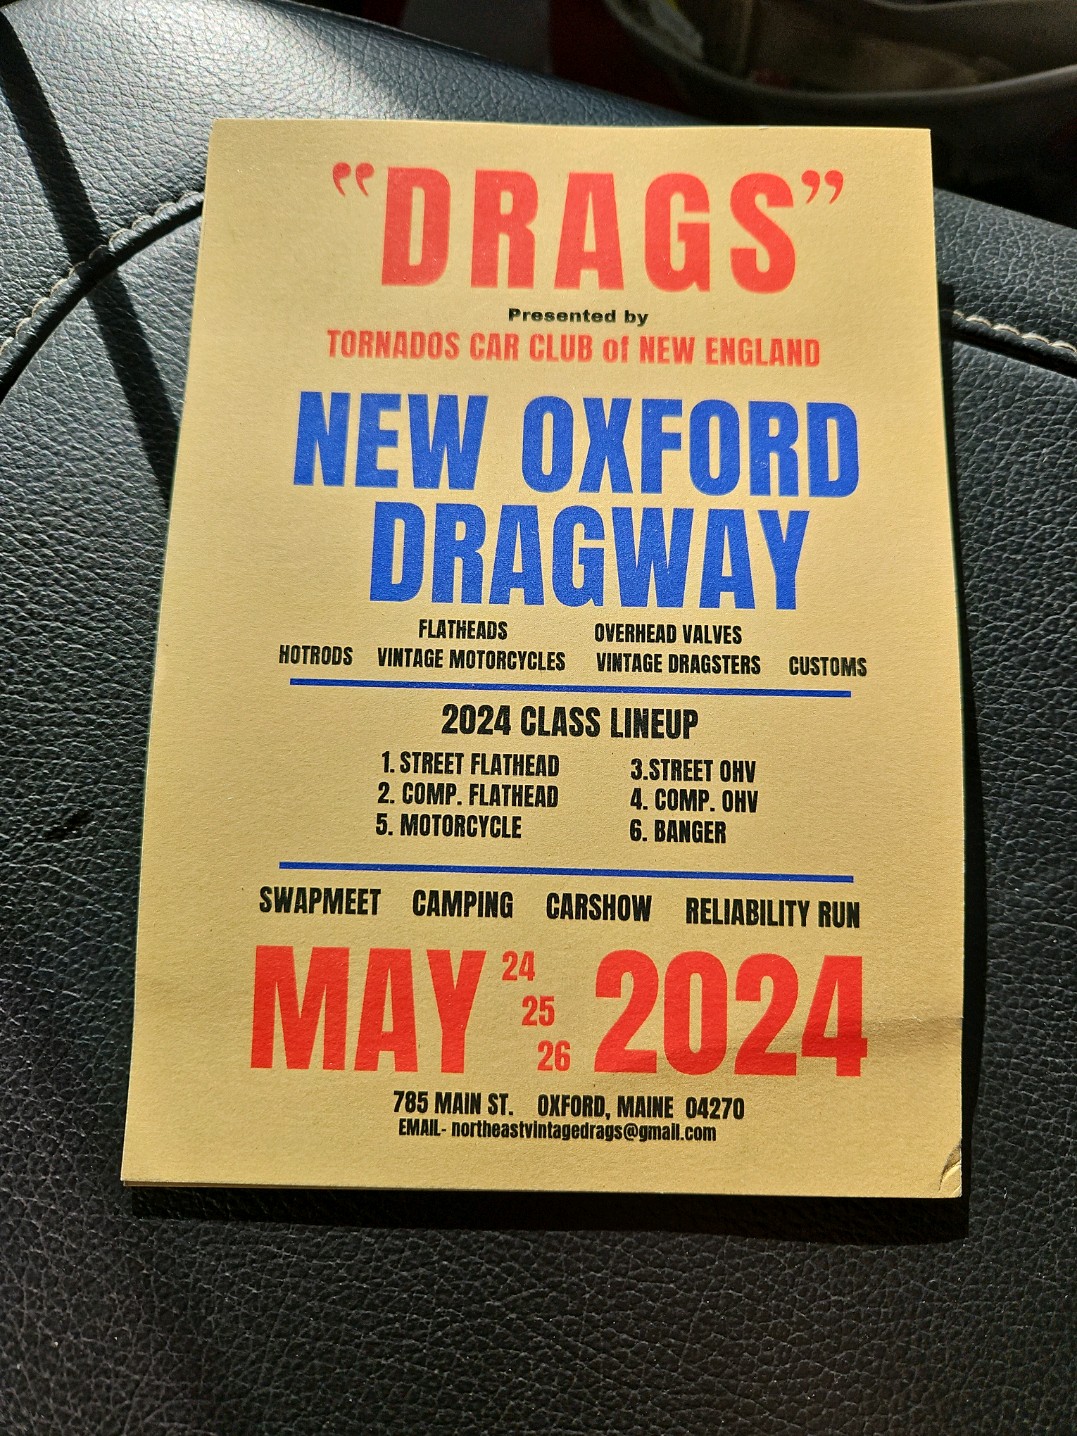 “DRAGS”
Presented by
TORNADOS CAR CLUB of NEW ENGLAND
NEW OXFORD
DRAGWAY
FLATHEADS OVERHEAD VALVES
HOTRODS VINTAGE MOTORCYCLES VINTAGE DRAGSTERS CUSTOMS
2024 CLASS LINEUP
1. STREET FLATHEAD 3.STREET OHV
2. COMP. FLATHEAD 4. COMP. OHV
5. MOTORCYCLE 6. BANGER
SWAPMEET CAMPING CARSHOW RELIABILITY RUN
MAY 24 25 26 2024
785 MAIN ST. OXFORD, MAINE 04270
EMAIL- northeastvintagedrags@gmail.com